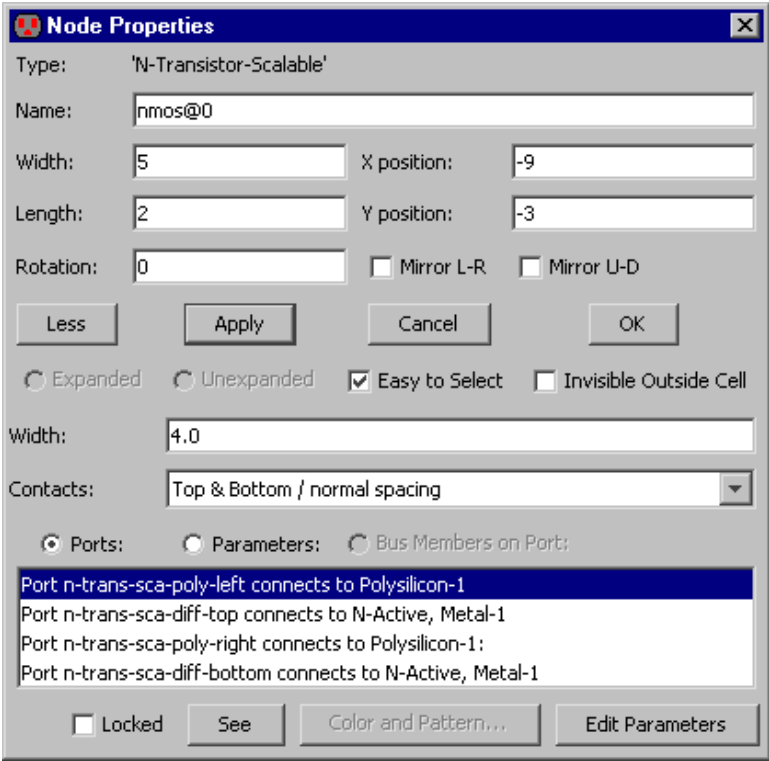 Node Properties
Type: 'N-Transistor-Scalable'
Name: nmos@0
Width: 5 X position: -9
Length: 2 Y position: -3
Rotation: 0 Mirror L-R Mirror U-D
Less Apply Cancel OK
Expanded Unexpanded Easy to Select Invisible Outside Cell
Width: 4.0
Contacts: Top & Bottom / normal spacing
Ports: Parameters: Bus Members on Port:
Port n-trans-sca-poly-left connects to Polysilicon-1
Port n-trans-sca-diff-top connects to N-Active, Metal-1
Port n-trans-sca-poly-right connects to Polysilicon-1:
Port n-trans-sca-diff-bottom connects to N-Active, Metal-1
Locked See Color and Pattern... Edit Parameters